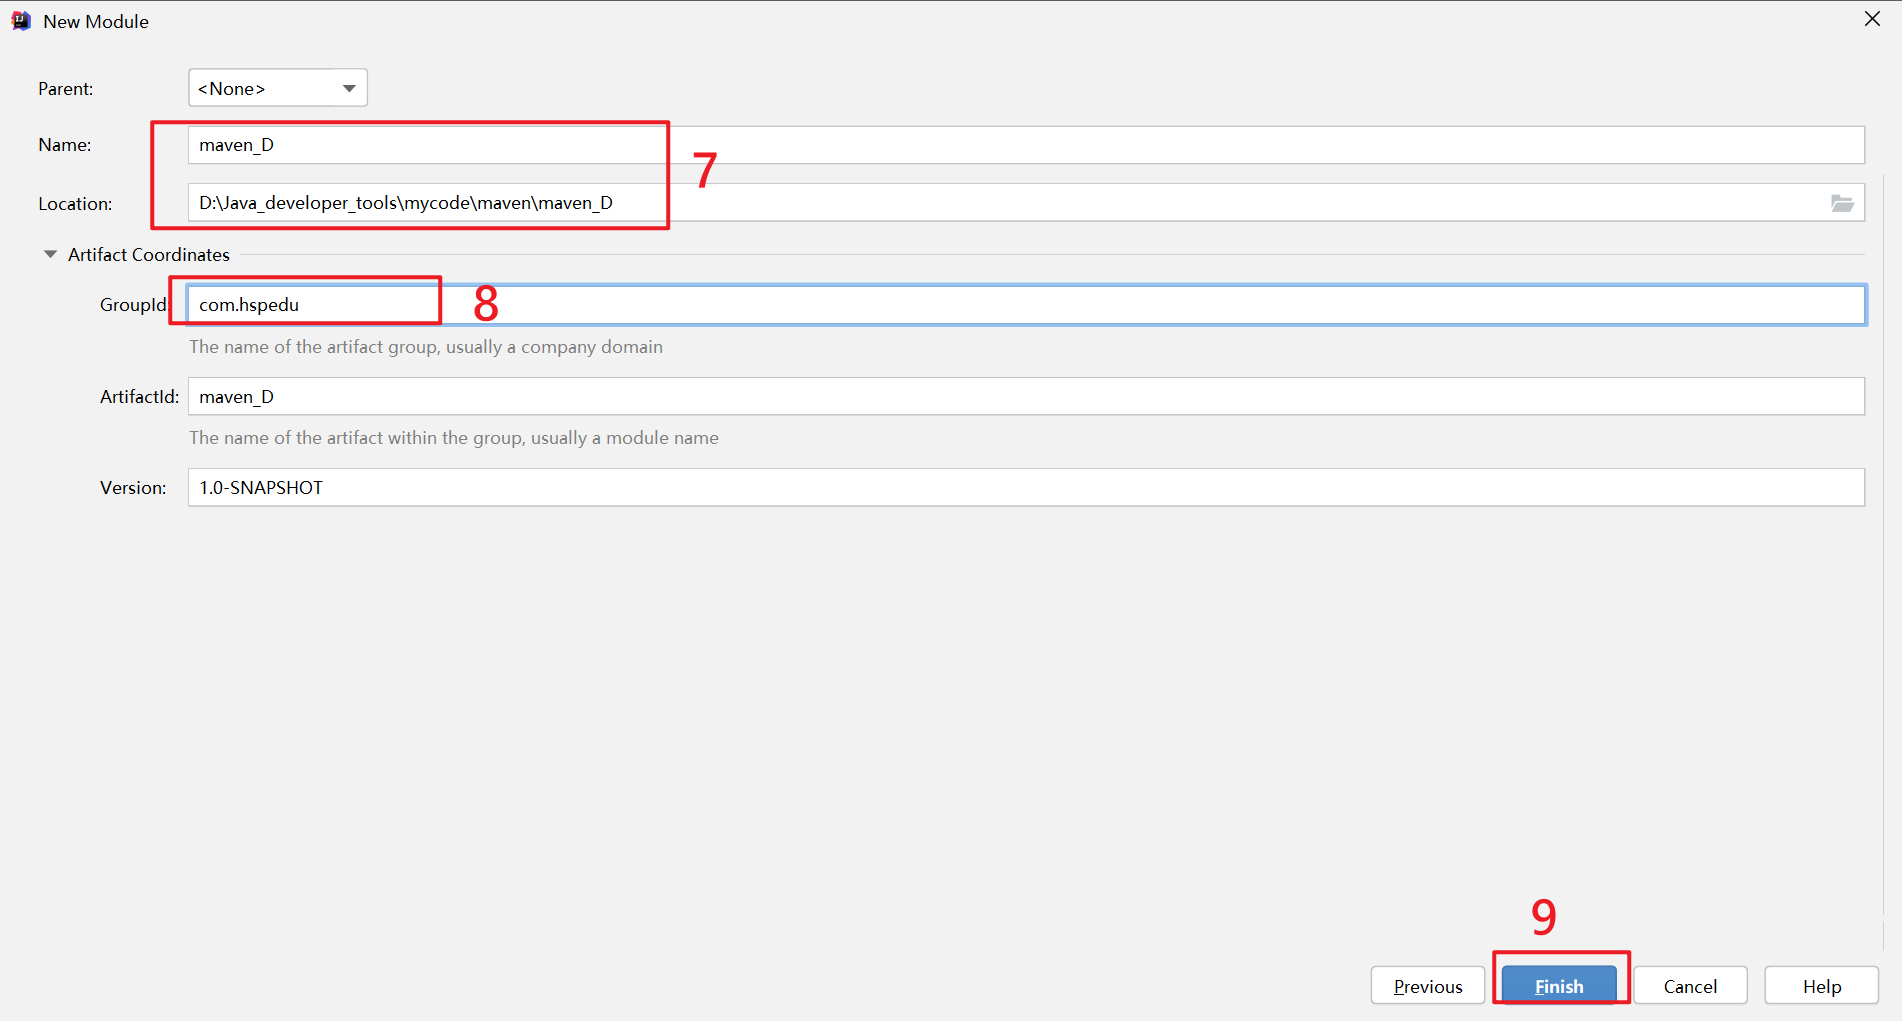 New Module
Parent: <None>
Name: maven_D
7
Location: D:\Java_developer_tools\mycode\maven\maven_D
Artifact Coordinates
GroupId: com.hspedu 8
The name of the artifact group, usually a company domain
ArtifactId: maven_D
The name of the artifact within the group, usually a module name
Version: 1.0-SNAPSHOT
9
Previous Finish Cancel Help